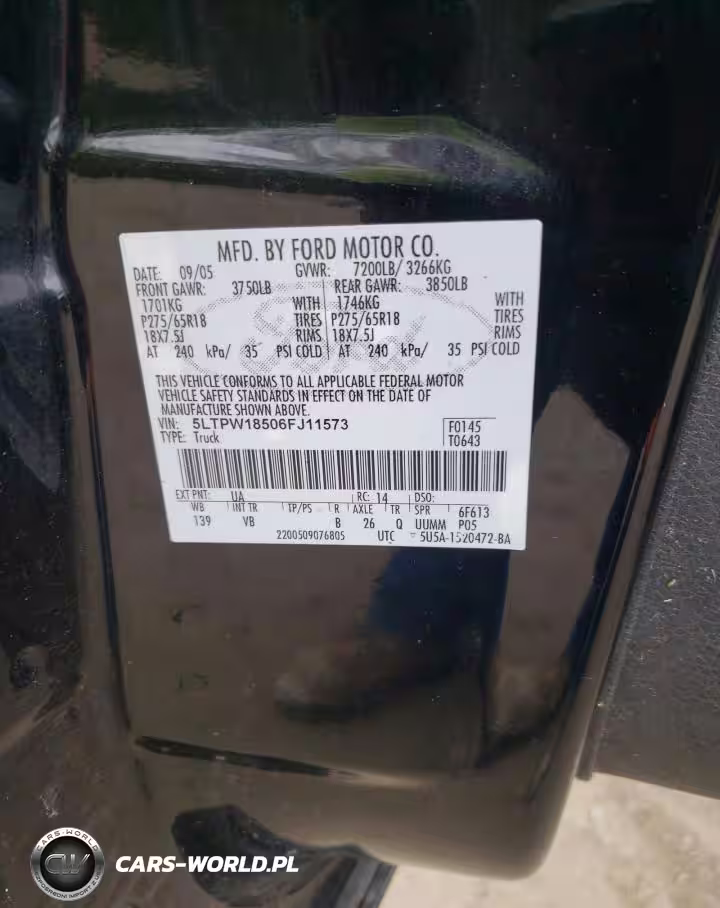 MFD. BY FORD MOTOR CO.
DATE: 09/05 GVWR: 7200LB/ 3266KG
FRONT GAWR: 3750LB REAR GAWR: 3850LB
1701KG WITH 1746KG WITH
P275/65R18 TIRES P275/65R18 TIRES
18X7.5J RIMS 18X7.5J RIMS
AT 240 kPa/ 35 PSI COLD AT 240 kPa/ 35 PSI COLD
Ford
THIS VEHICLE CONFORMS TO ALL APPLICABLE FEDERAL MOTOR
VEHICLE SAFETY STANDARDS IN EFFECT ON THE DATE OF
MANUFACTURE SHOWN ABOVE.
VIN: 5LTPW18506FJ11573 F0145
TYPE: Truck T0643
EXT PNT: UA RC: 14 DSO:
WB INT TR TP/PS R AXLE TR SPR 6F613
139 VB B 26 Q UUMM P05
2200509076805 UTC 5U5A-1520472-BA
CARS-WORLD
CW
CARS-WORLD.PL